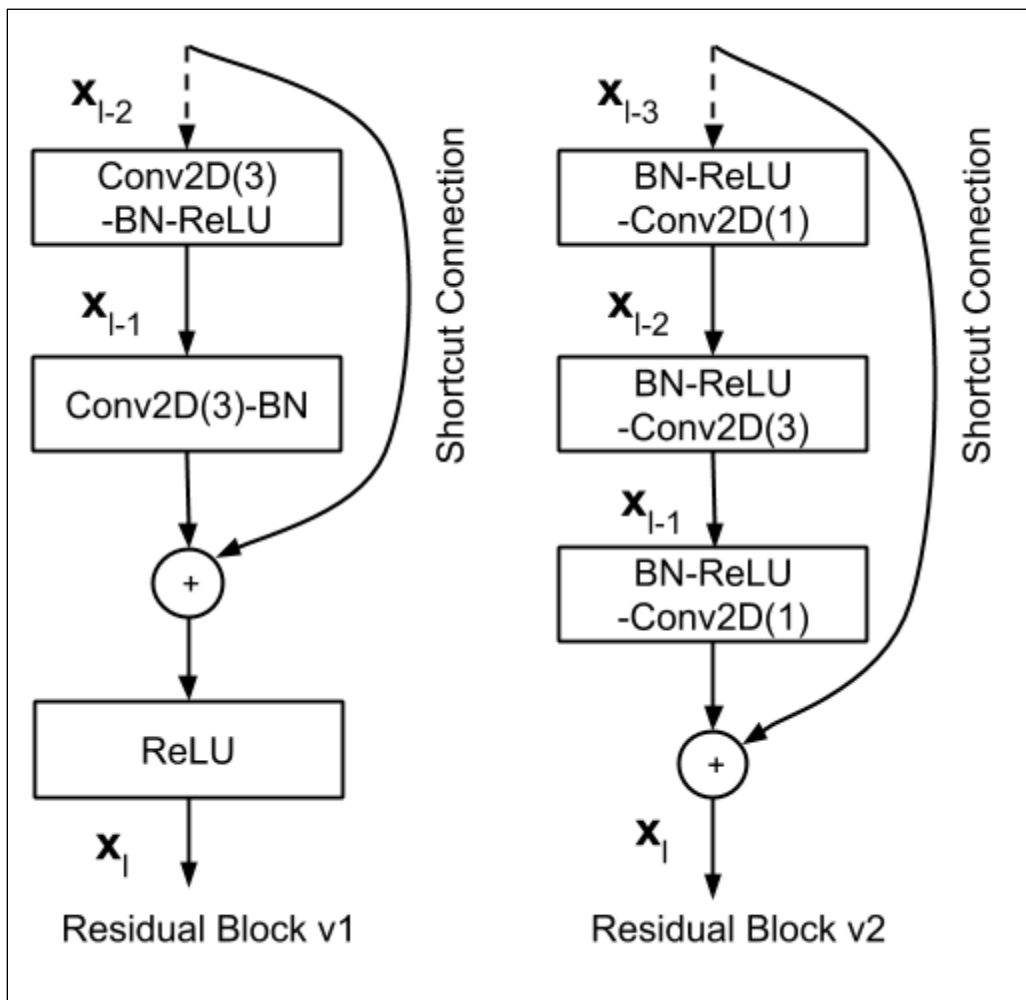 x_l-2
Conv2D(3)
-BN-ReLU
x_l-1
Conv2D(3)-BN
+
ReLU
x_l
Shortcut Connection
Residual Block v1
x_l-3
BN-ReLU
-Conv2D(1)
x_l-2
BN-ReLU
-Conv2D(3)
x_l-1
BN-ReLU
-Conv2D(1)
+
x_l
Shortcut Connection
Residual Block v2